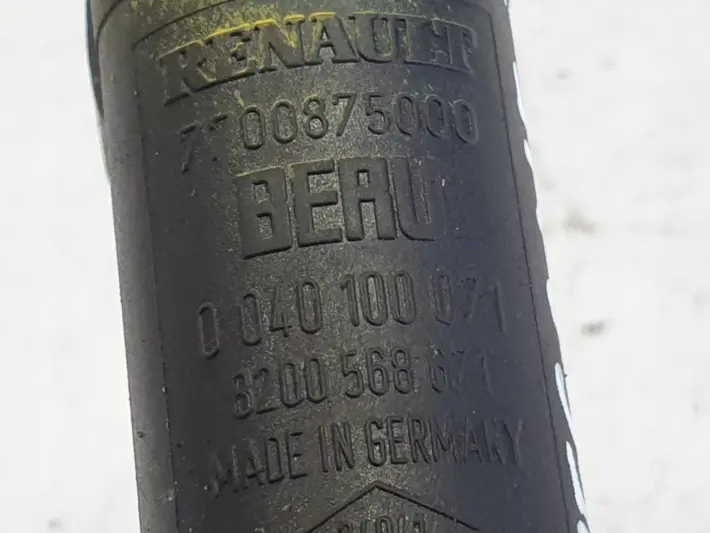 RENAULT
7700875000
BERU
0 040 100 071
8200 568 671
MADE IN GERMANY